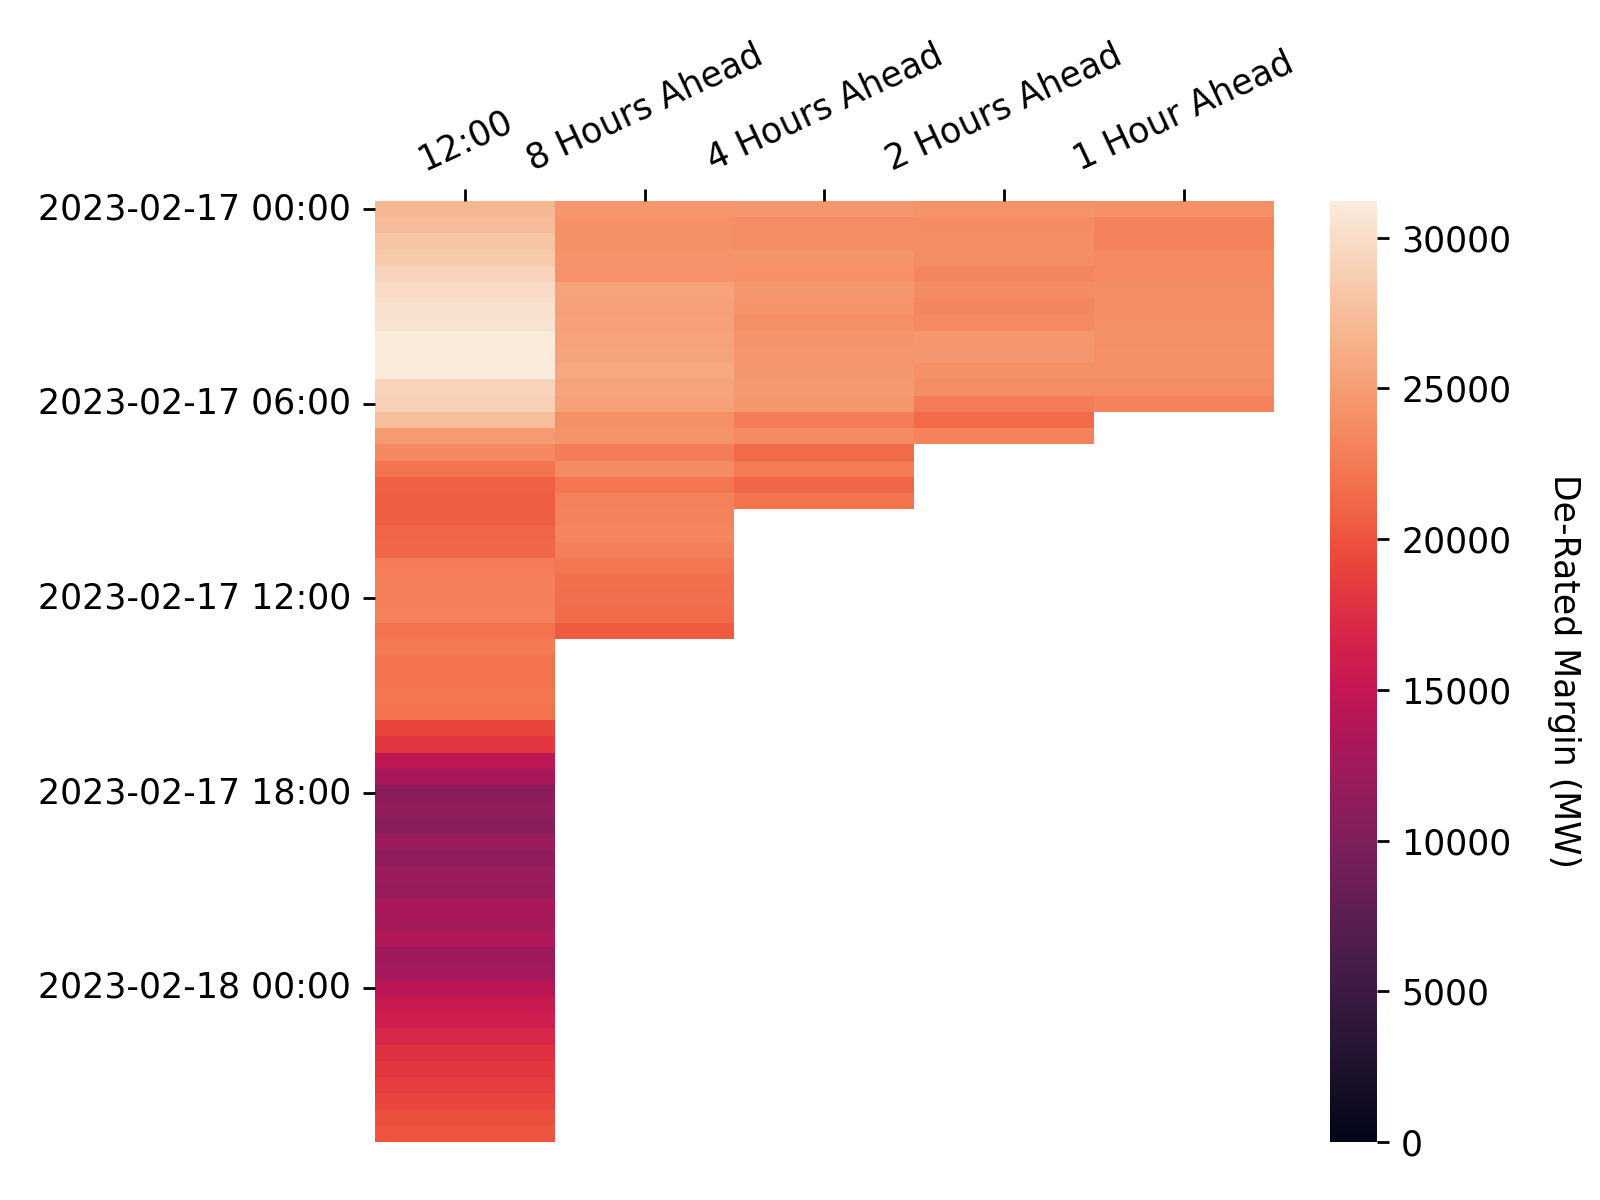 12:00
8 Hours Ahead
4 Hours Ahead
2 Hours Ahead
1 Hour Ahead
2023-02-17 00:00
2023-02-17 06:00
2023-02-17 12:00
2023-02-17 18:00
2023-02-18 00:00
30000
25000
20000
15000
10000
5000
0
De-Rated Margin (MW)